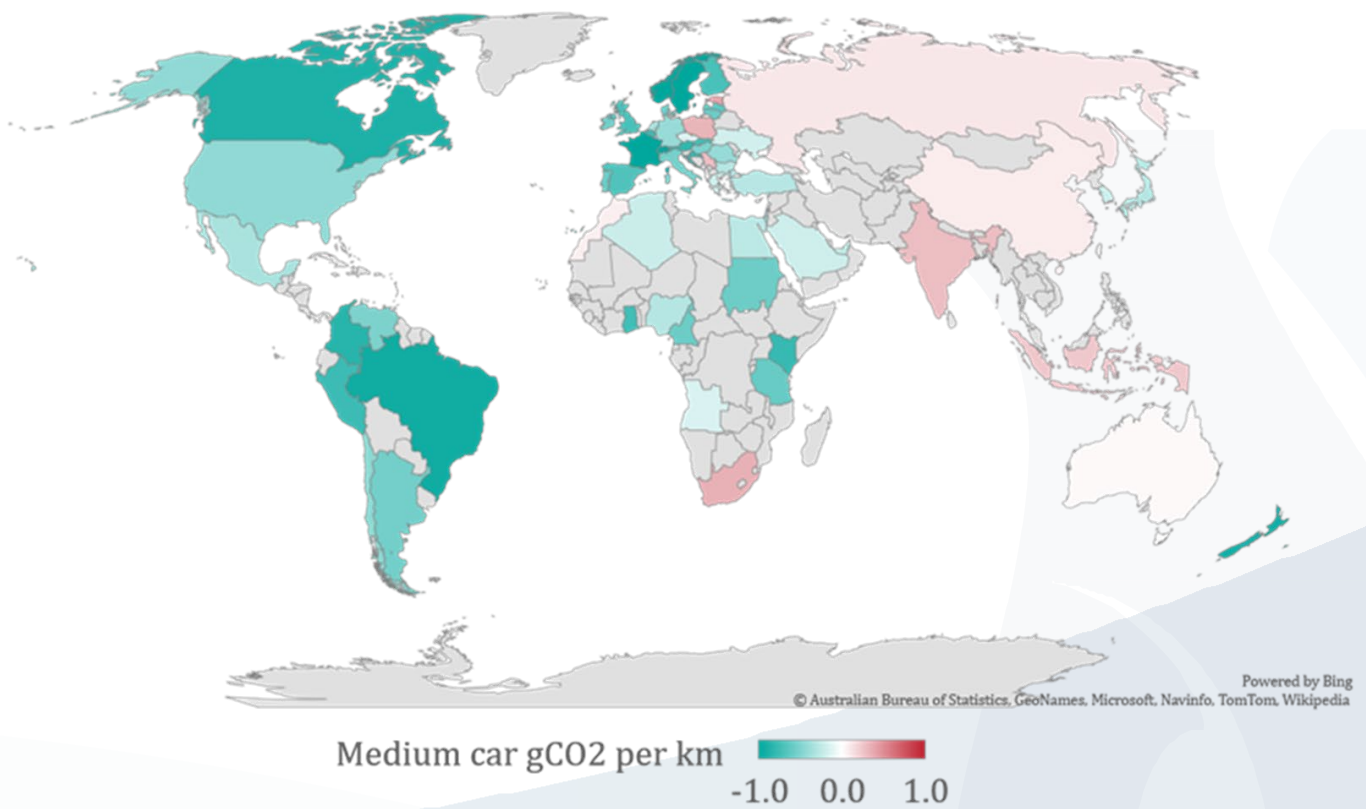 Powered by Bing
© Australian Bureau of Statistics, GeoNames, Microsoft, Navinfo, TomTom, Wikipedia
Medium car gCO2 per km
-1.0 0.0 1.0